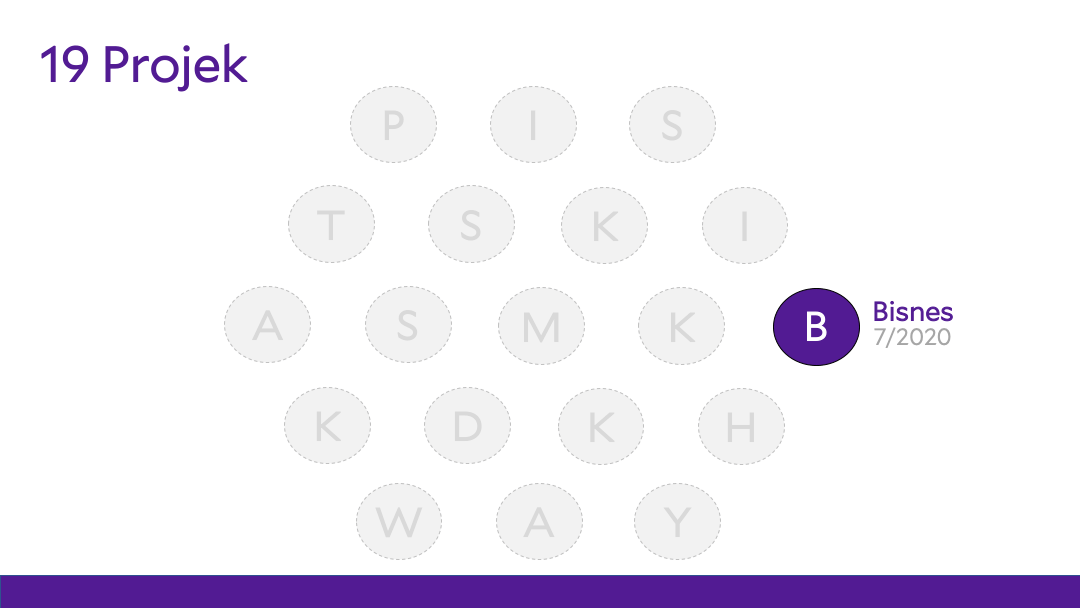 19 Projek
P I S
T S K I
A S M K B
Bisnes
7/2020
K D K H
W A Y